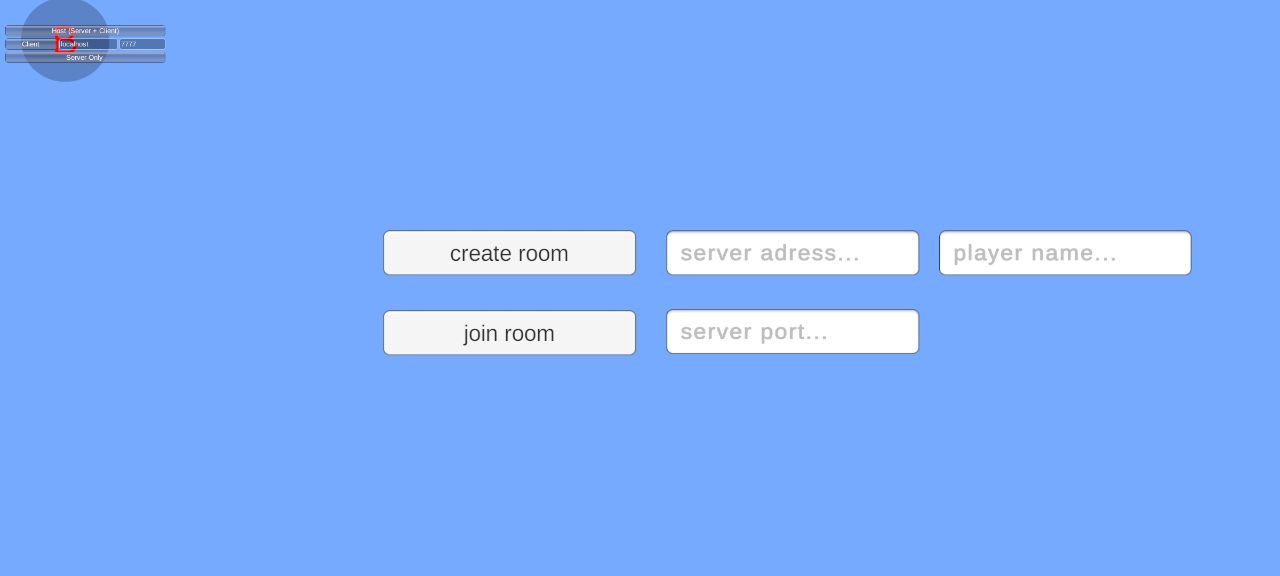 Host (Server + Client)
Client localhost 7777
Server Only
create room server adress... player name...
join room server port...